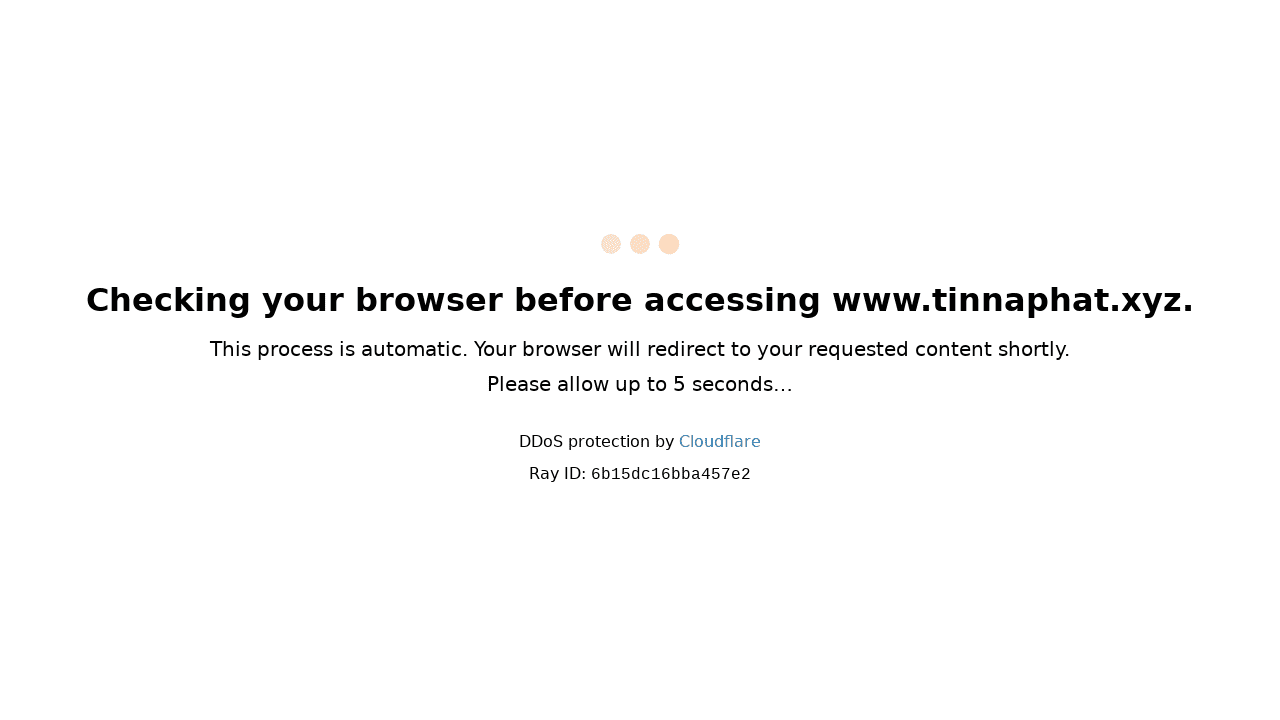 Checking your browser before accessing www.tinnaphat.xyz.
This process is automatic. Your browser will redirect to your requested content shortly.
Please allow up to 5 seconds…
DDoS protection by Cloudflare
Ray ID: 6b15dc16bba457e2